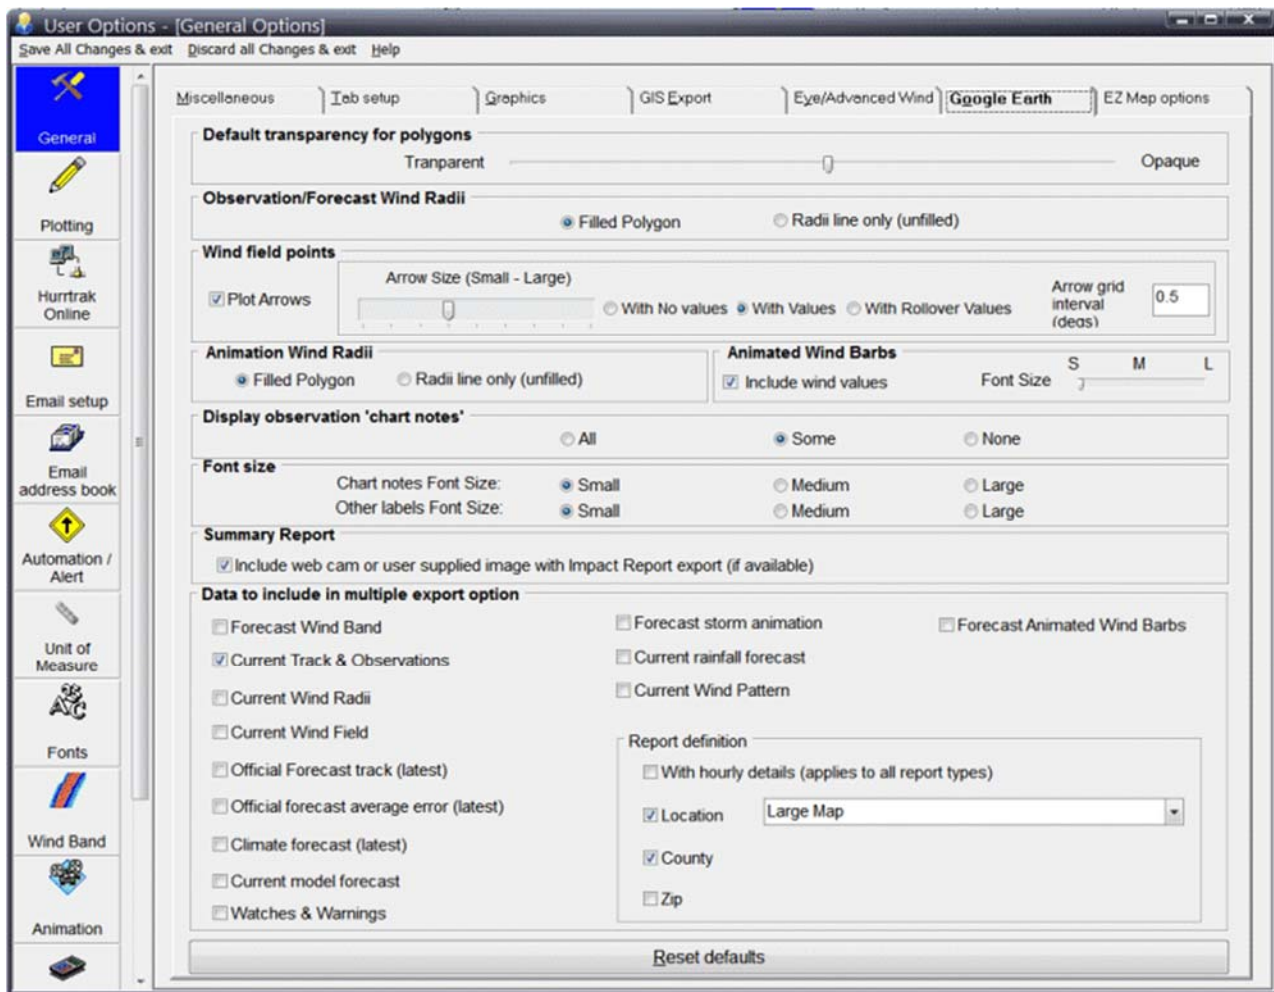 User Options - [General Options]
Save All Changes & exit Discard all Changes & exit Help
General
Plotting
Hurrtrak
Online
Email setup
Email
address book
Automation /
Alert
Unit of
Measure
Fonts
Wind Band
Animation
Miscellaneous Tab setup Graphics GIS Export Eye/Advanced Wind Google Earth EZ Map options
Default transparency for polygons
Tranparent Opaque
Observation/Forecast Wind Radii
Filled Polygon Radii line only (unfilled)
Wind field points
Plot Arrows
Arrow Size (Small - Large)
With No values With Values With Rollover Values
Arrow grid
interval
(degs)
0.5
Animation Wind Radii
Filled Polygon Radii line only (unfilled)
Animated Wind Barbs
Include wind values
Font Size
S M L
Display observation 'chart notes'
All Some None
Font size
Chart notes Font Size: Small Medium Large
Other labels Font Size: Small Medium Large
Summary Report
Include web cam or user supplied image with Impact Report export (if available)
Data to include in multiple export option
Forecast Wind Band
Current Track & Observations
Current Wind Radii
Current Wind Field
Official Forecast track (latest)
Official forecast average error (latest)
Climate forecast (latest)
Current model forecast
Watches & Warnings
Forecast storm animation
Current rainfall forecast
Current Wind Pattern
Forecast Animated Wind Barbs
Report definition
With hourly details (applies to all report types)
Location Large Map
County
Zip
Reset defaults